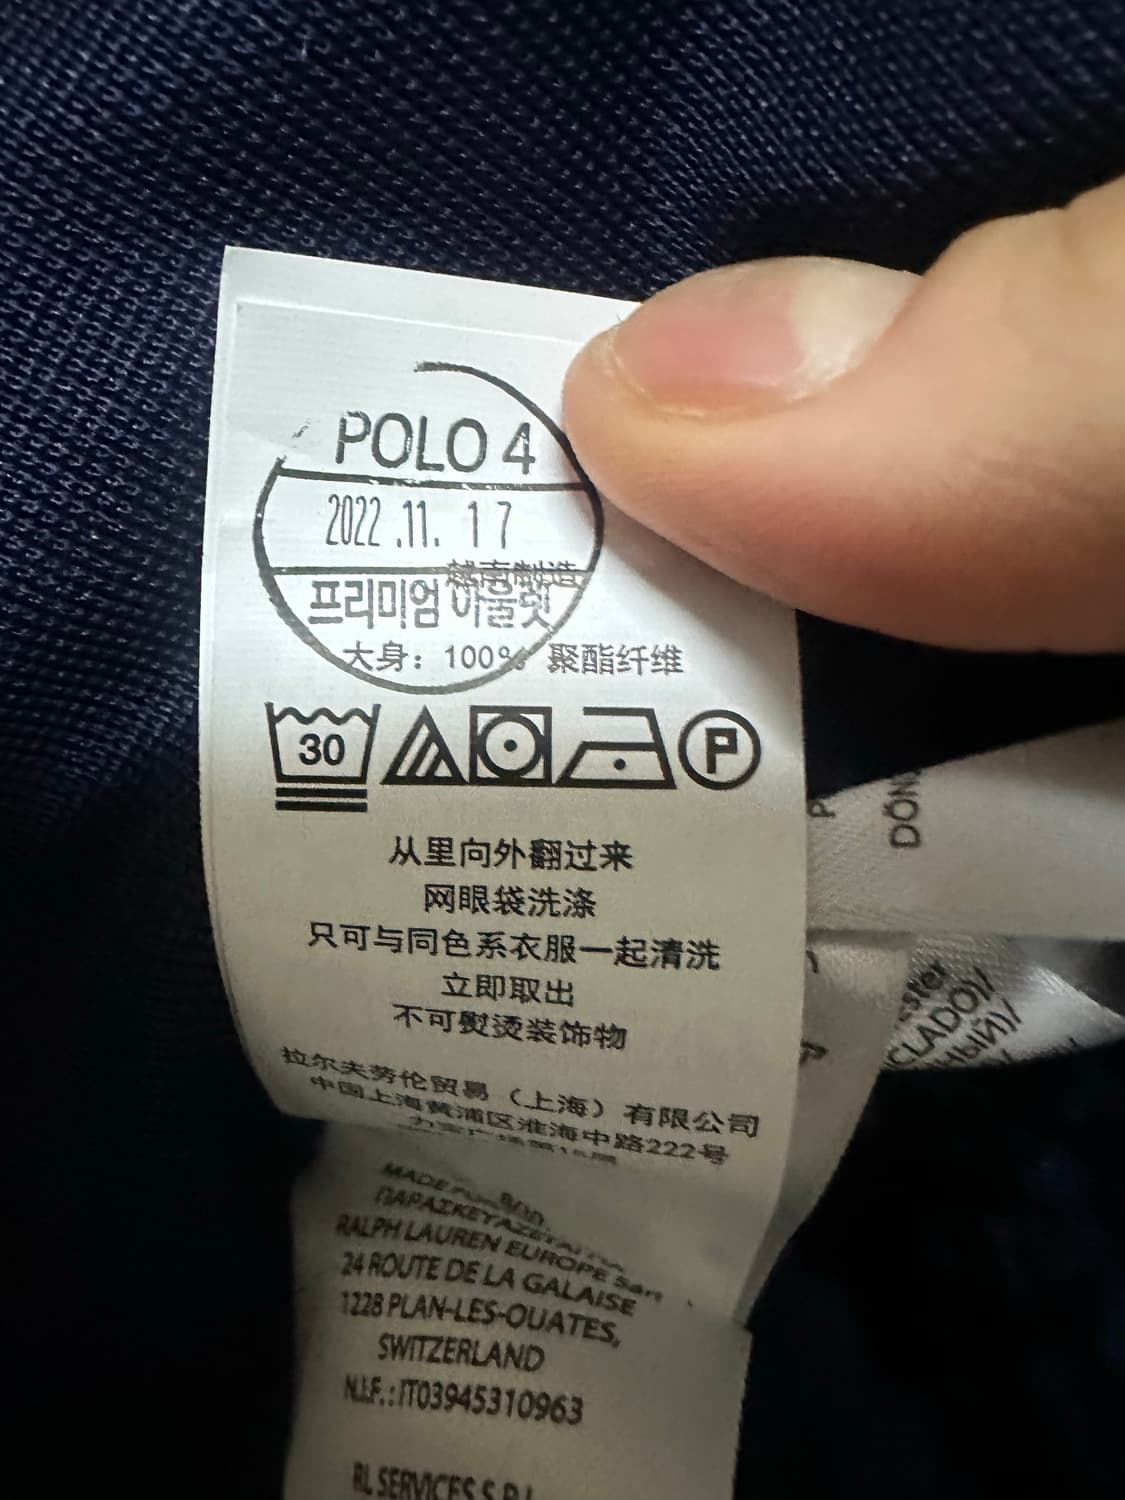 POLO 4
2022 .11. 17
越南制造
프리미엄 아울렛
大身：100% 聚酯纤维
30
P
从里向外翻过来
网眼袋洗涤
只可与同色系衣服一起清洗
立即取出
不可熨烫装饰物
拉尔夫劳伦贸易（上海）有限公司
中国上海黄浦区淮海中路222号
MADE FOR
RALPH LAUREN EUROPE Sàrl
24 ROUTE DE LA GALAISE
1228 PLAN-LES-OUATES,
SWITZERLAND
N.I.F.: IT03945310963
RL SERVICES S.R.L
CLADO)/